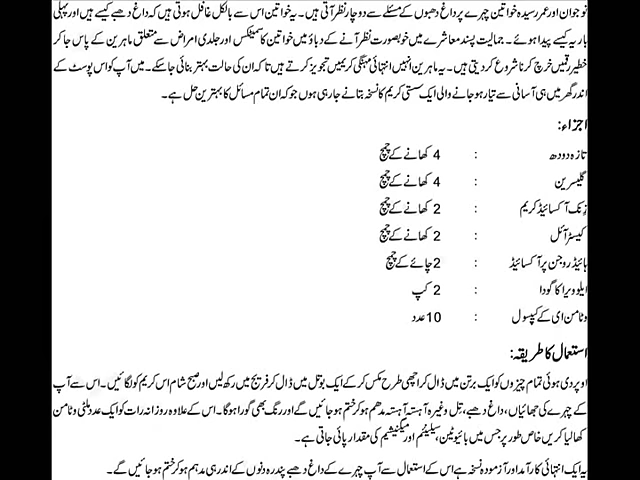 نوجوان اور عمر رسیدہ خواتین چہرے پر داغ دھبوں کے مسئلے سے دوچار نظر آتی ہیں۔ یہ خواتین اس سے بالکل غافل ہوتی ہیں کہ داغ دھبے کیسے ہیں اور پہلی
بار یہ کیسے پیدا ہوئے۔ جمالیت پسند معاشرے میں خوبصورت نظر آنے کے دباؤ میں خواتین کاسمیٹکس اور جلدی امراض سے متعلق ماہرین کے پاس جا کر
خطیر رقمیں خرچ کرنا شروع کر دیتی ہیں۔ یہ ماہرین انہیں انتہائی مہنگی کریمیں تجویز کرتے ہیں تا کہ ان کی حالت بہتر بنائی جا سکے۔ میں آپ کو اس پوسٹ کے
اندر گھر میں ہی آسانی سے تیار ہو جانے والی ایک سستی کریم کا نسخہ بتانے جا رہی ہوں جو کہ ان تمام مسائل کا بہترین حل ہے۔
اجزاء:
تازہ دودھ : 4 کھانے کے چمچ
گلیسرین : 4 کھانے کے چمچ
زنک آکسائیڈ کریم : 2 کھانے کے چمچ
کیسٹر آئل : 2 کھانے کے چمچ
ہائیڈروجن پر آکسائیڈ : 2 چائے کے چمچ
ایلوویرا کا گودا : 2 کپ
وٹامن ای کے کیپسول : 10 عدد
استعمال کا طریقہ:
اوپر دی ہوئی تمام چیزوں کو ایک برتن میں ڈال کر اچھی طرح مکس کر کے ایک بوتل میں ڈال کر فریج میں رکھ لیں اور صبح شام اس کریم کو لگائیں۔ اس سے آپ
کے چہرے کی چھائیاں، داغ دھبے، تل وغیرہ آہستہ آہستہ مدھم ہو کر ختم ہو جائیں گے اور رنگ بھی گورا ہوگا۔ اس کے علاوہ روزانہ رات کو ایک عدد ملٹی وٹامن
کھا لیا کریں خاص طور پر جس میں بائیوٹین، سیلینیئم اور میگنیشیم کی مقدار پائی جاتی ہے۔
یہ ایک انتہائی کارآمد اور آزمودہ نسخہ ہے اس کے استعمال سے آپ چہرے کے داغ دھبے پندرہ دنوں کے اندر ہی مدہم ہو کر ختم ہو جائیں گے۔